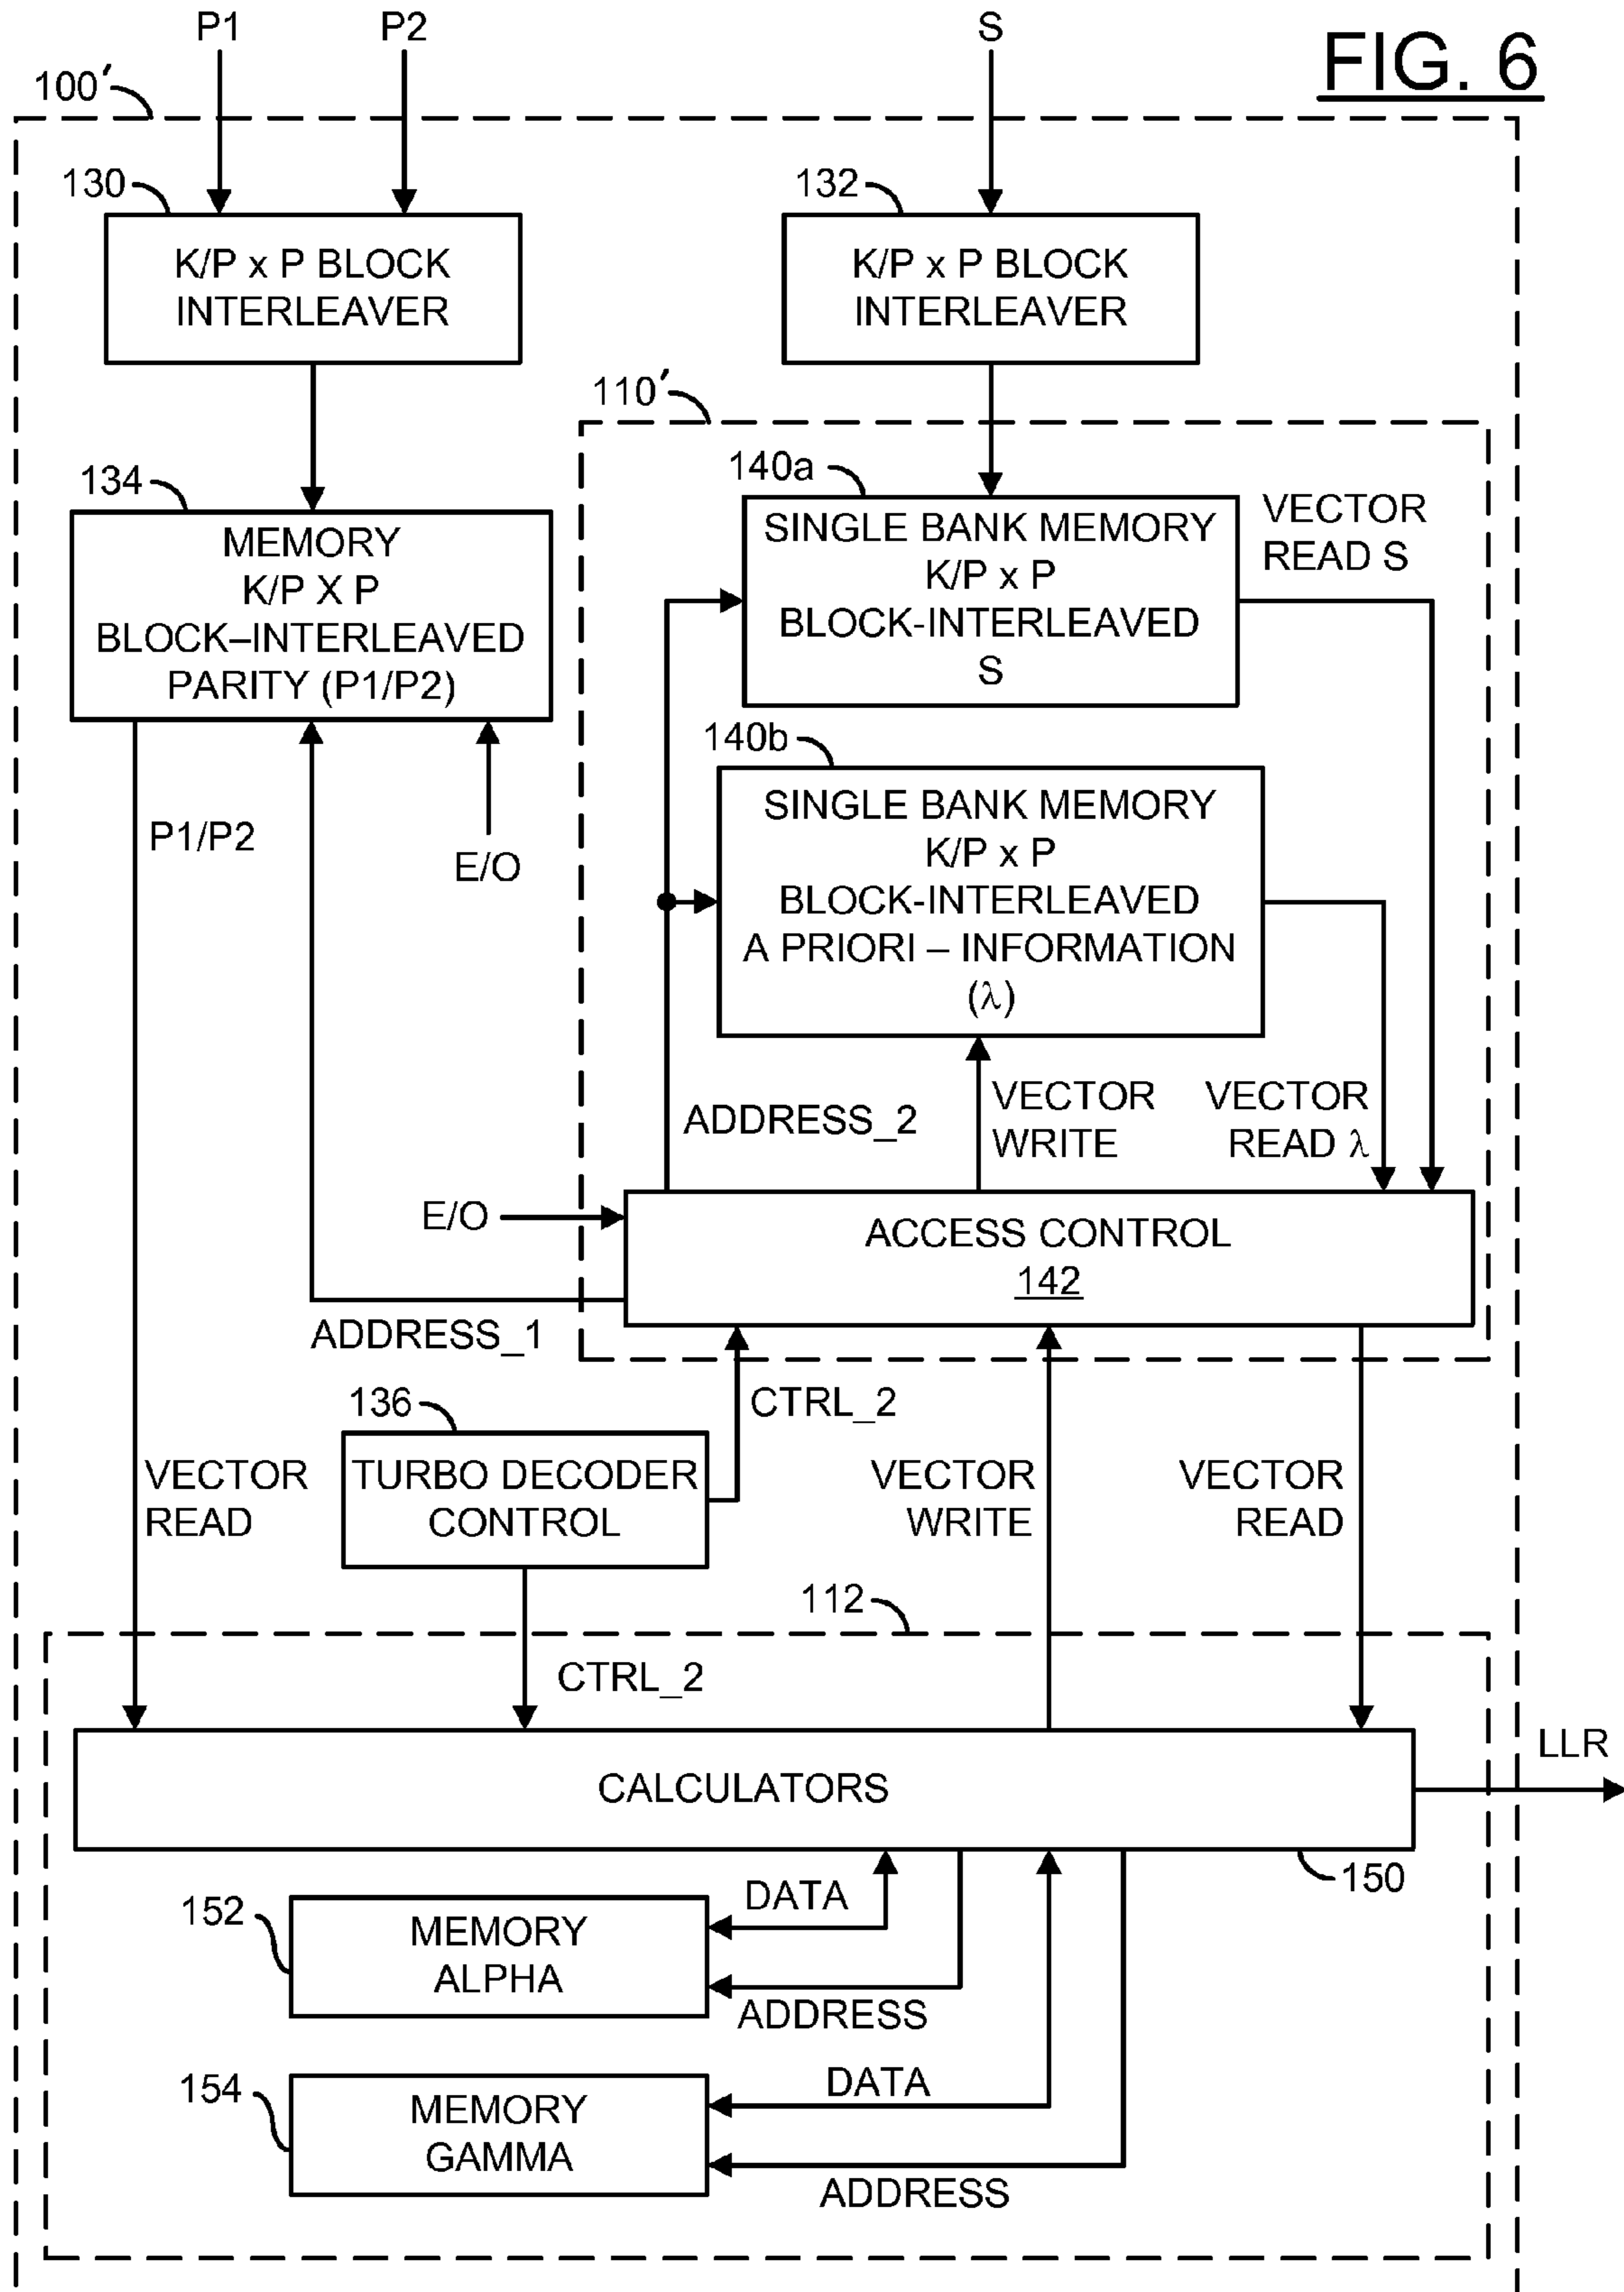 P1
P2
S
FIG. 6
100′
130
132
K/P x P BLOCK
INTERLEAVER
K/P x P BLOCK
INTERLEAVER
110′
134
140a
MEMORY
K/P X P
BLOCK–INTERLEAVED
PARITY (P1/P2)
SINGLE BANK MEMORY
K/P x P
BLOCK-INTERLEAVED
S
VECTOR
READ S
140b
P1/P2
E/O
SINGLE BANK MEMORY
K/P x P
BLOCK-INTERLEAVED
A PRIORI – INFORMATION
(λ)
ADDRESS_2
VECTOR
WRITE
VECTOR
READ λ
E/O
ACCESS CONTROL
142
ADDRESS_1
136
CTRL_2
VECTOR
READ
TURBO DECODER
CONTROL
VECTOR
WRITE
VECTOR
READ
112
CTRL_2
LLR
CALCULATORS
150
152
MEMORY
ALPHA
DATA
ADDRESS
154
MEMORY
GAMMA
DATA
ADDRESS